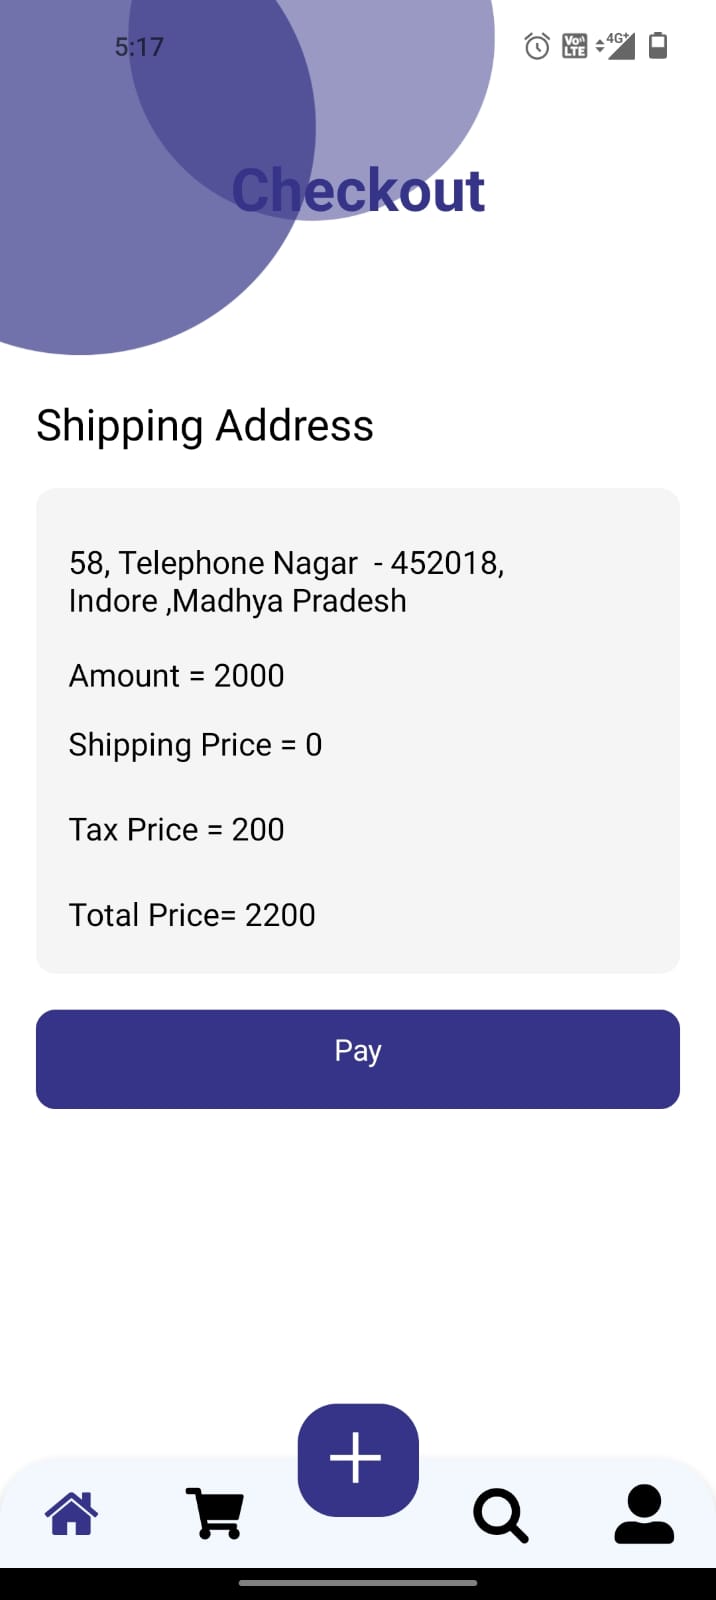 5:17
Vo))
LTE
4G+
Checkout
Shipping Address
58, Telephone Nagar  - 452018,
Indore ,Madhya Pradesh
Amount = 2000
Shipping Price = 0
Tax Price = 200
Total Price= 2200
Pay